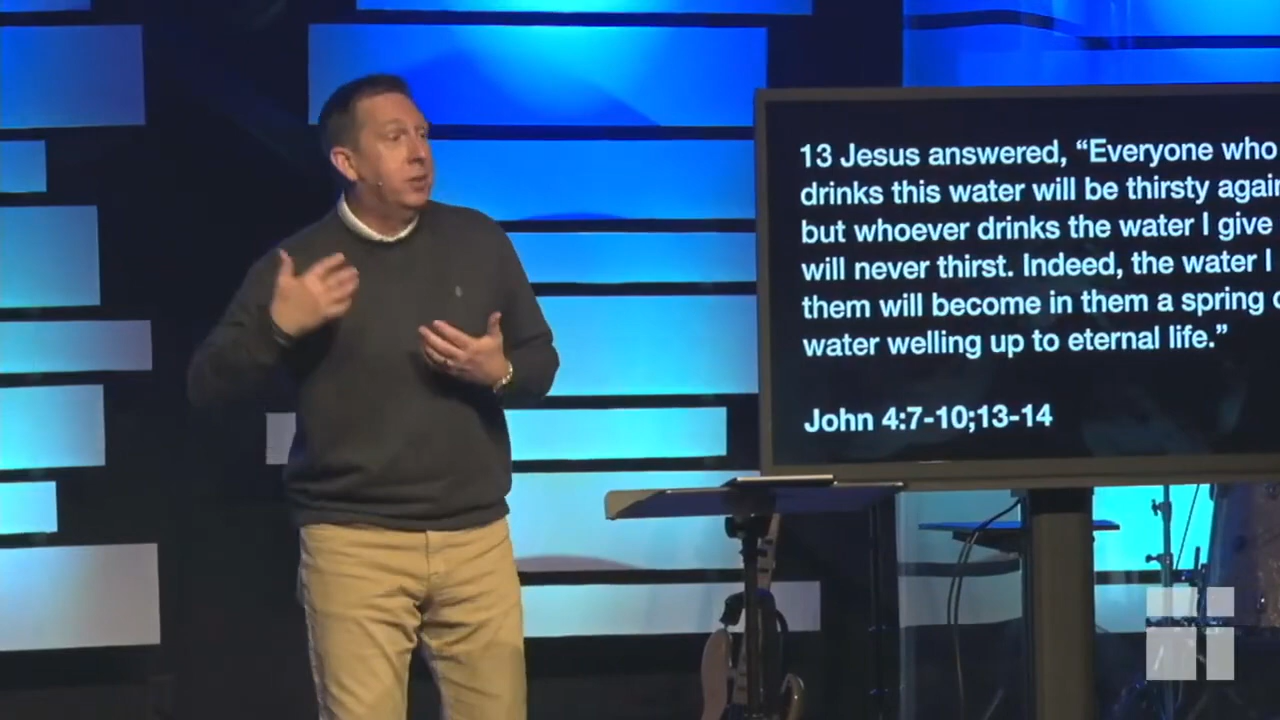 13 Jesus answered, “Everyone who
drinks this water will be thirsty again
but whoever drinks the water I give
will never thirst. Indeed, the water I
them will become in them a spring
water welling up to eternal life.”
John 4:7-10;13-14